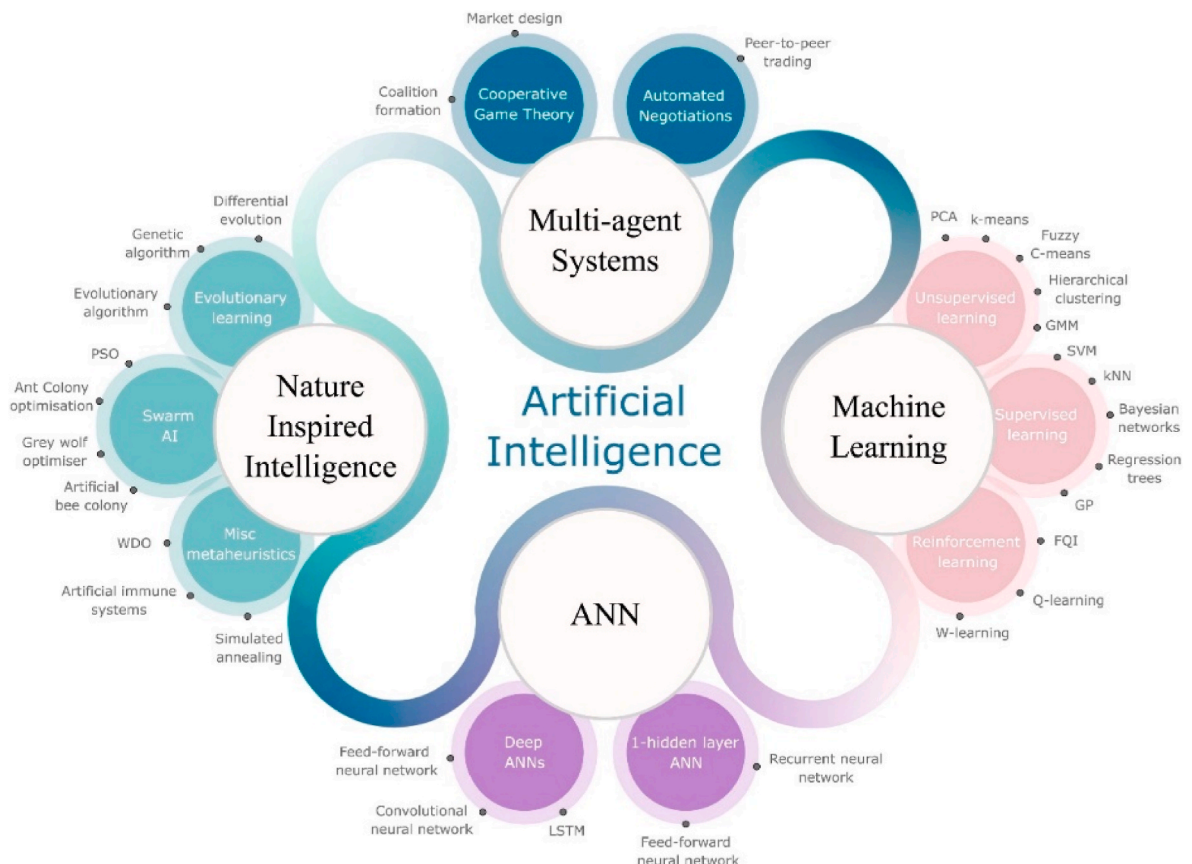 Market design
Coalition
formation
Cooperative
Game Theory
Automated
Negotiations
Peer-to-peer
trading
Multi-agent
Systems
Differential
evolution
Genetic
algorithm
Evolutionary
algorithm
Evolutionary
learning
PSO
Ant Colony
optimisation
Grey wolf
optimiser
Artificial
bee colony
Swarm
AI
WDO
Artificial immune
systems
Simulated
annealing
Misc
metaheuristics
Nature
Inspired
Intelligence
Artificial
Intelligence
Machine
Learning
PCA
k-means
Fuzzy
C-means
Hierarchical
clustering
GMM
Unsupervised
learning
SVM
kNN
Bayesian
networks
Regression
trees
GP
Supervised
learning
FQI
Q-learning
W-learning
Reinforcement
learning
ANN
Deep
ANNs
1-hidden layer
ANN
Feed-forward
neural network
Convolutional
neural network
LSTM
Recurrent neural
network
Feed-forward
neural network